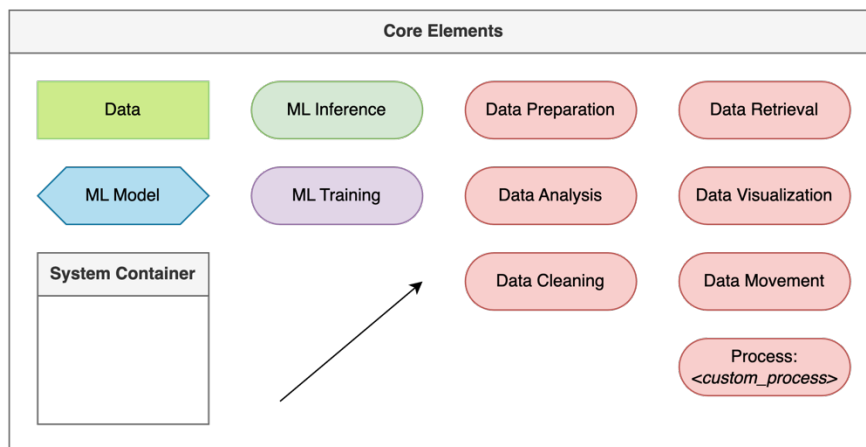 Core Elements
Data
ML Inference
Data Preparation
Data Retrieval
ML Model
ML Training
Data Analysis
Data Visualization
System Container
Data Cleaning
Data Movement
Process:
<custom_process>